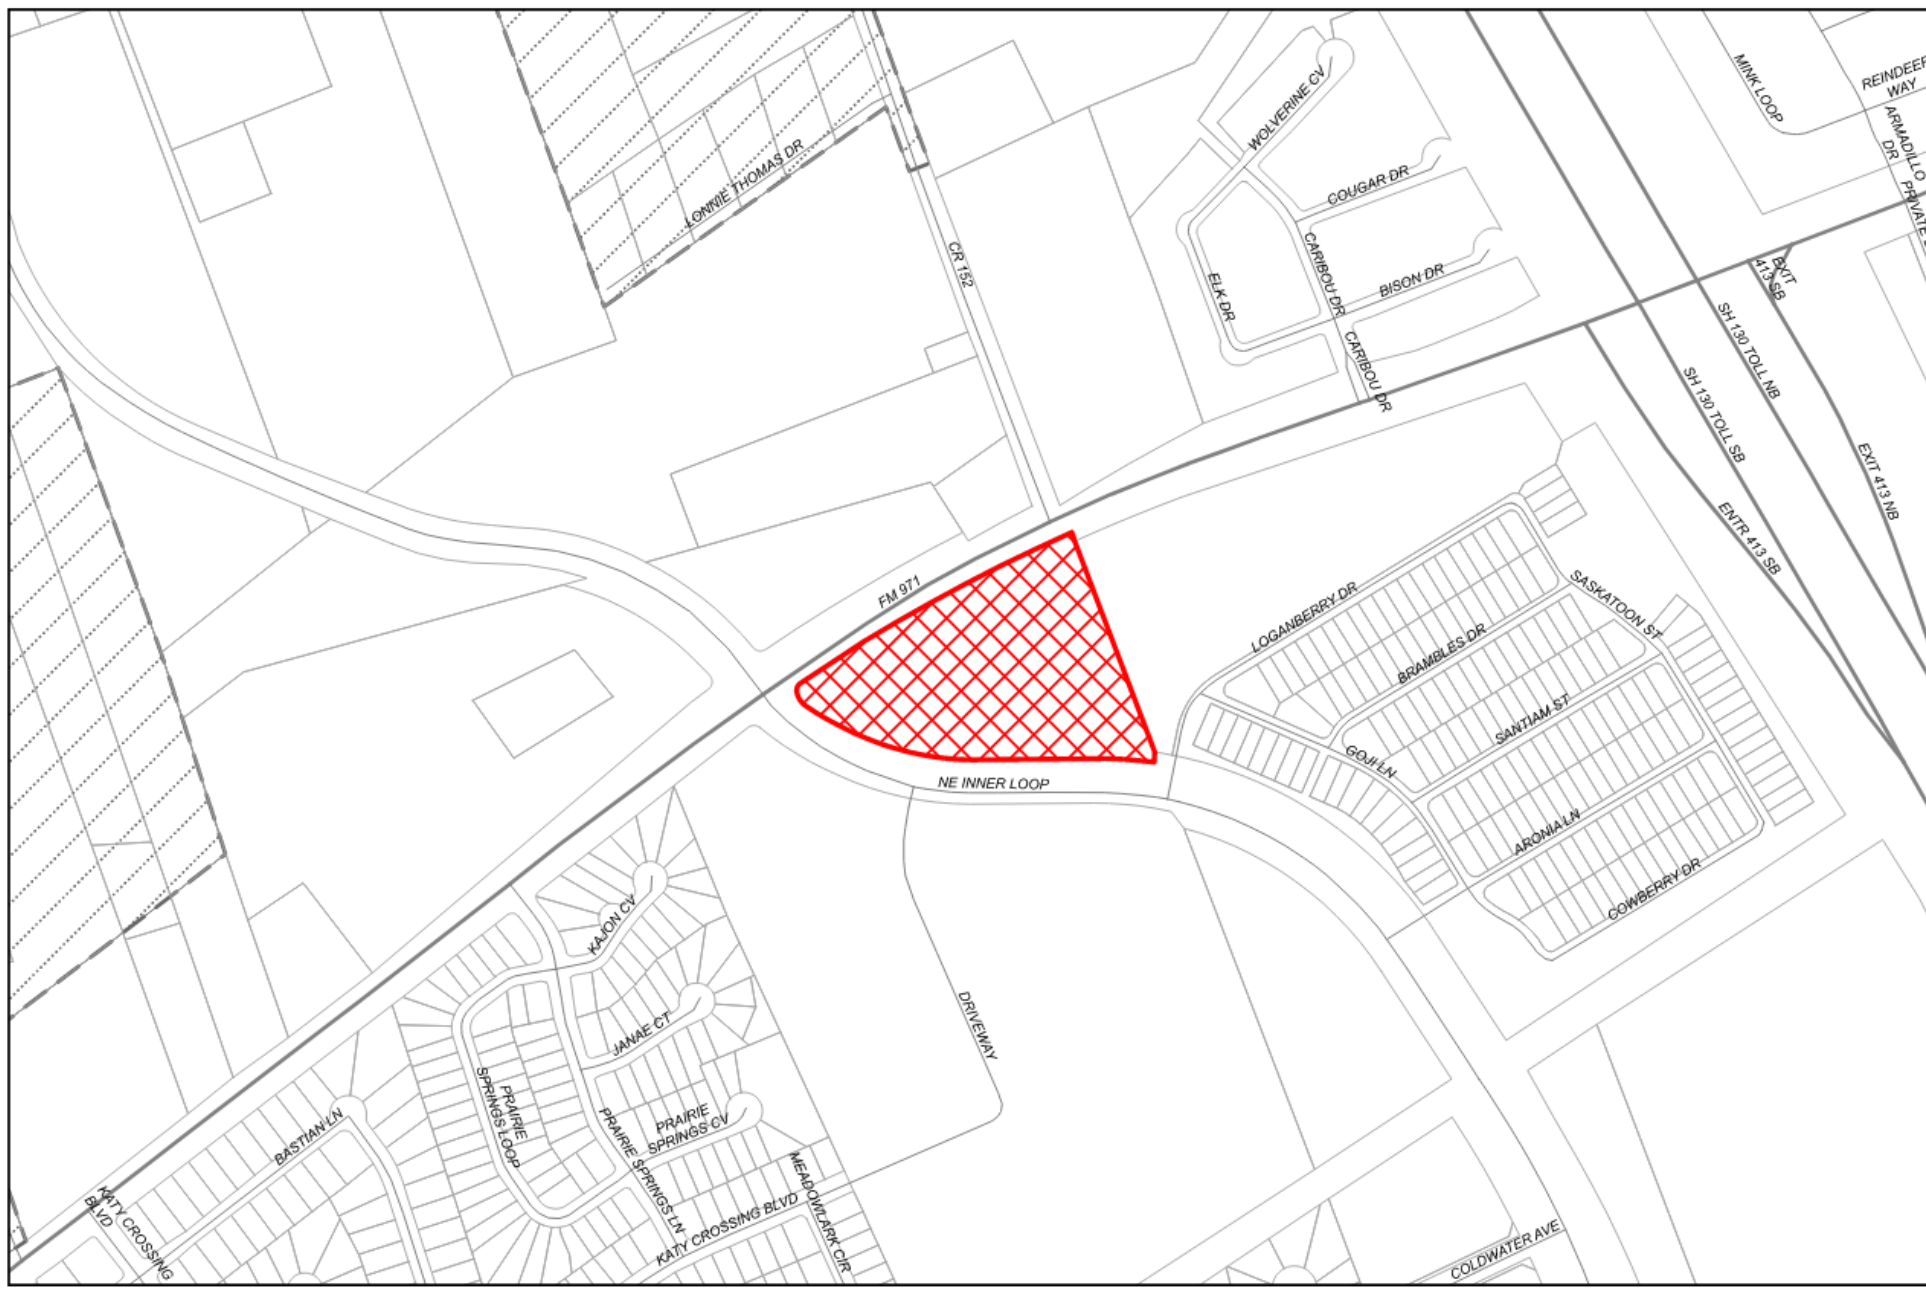 MINK LOOP
REINDEER
WAY
ARMADILLO
DR
WOLVERINE CV
LONNIE THOMAS DR
COUGAR DR
CR 152
CARIBOU DR
BISON DR
ELK DR
EXIT
413 SB
SH 130 TOLL NB
CARIBOU DR
SH 130 TOLL SB
EXIT 413 NB
ENTR 413 SB
FM 971
LOGANBERRY DR
SASKATOON ST
BRAMBLES DR
SANTIAM ST
GOJI LN
NE INNER LOOP
ARONIA LN
COWBERRY DR
KAJON CV
DRIVEWAY
JANAE CT
PRAIRIE
SPRINGS LOOP
PRAIRIE
SPRINGS CV
PRAIRIE SPRINGS LN
BASTIAN LN
MEADOWLARK CIR
KATY CROSSING
BLVD
KATY CROSSING BLVD
COLDWATER AVE
PRIVATE